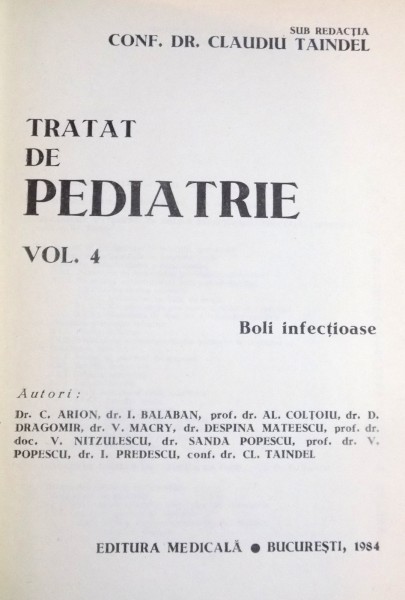 SUB REDACȚIA
CONF. DR. CLAUDIU TAINDEL
TRATAT
DE
PEDIATRIE
VOL. 4
Boli infecțioase
Autori :
Dr. C. ARION, dr. I. BALABAN, prof. dr. AL. COLȚOIU, dr. D.
DRAGOMIR, dr. V. MACRY, dr. DESPINA MATEESCU, prof. dr.
doc. V. NITZULESCU, dr. SANDA POPESCU, prof. dr. V.
POPESCU, dr. I. PREDESCU, conf. dr. CL. TAINDEL
EDITURA MEDICALĂ ● BUCUREȘTI, 1984